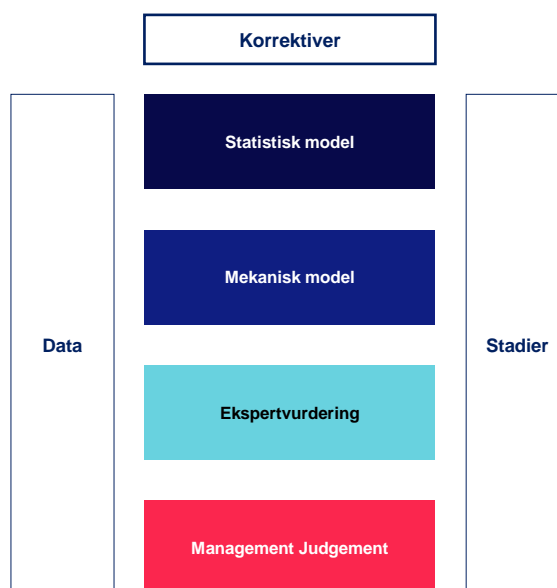 Korrektiver
Statistisk model
Mekanisk model
Data
Stadier
Ekspertvurdering
Management Judgement